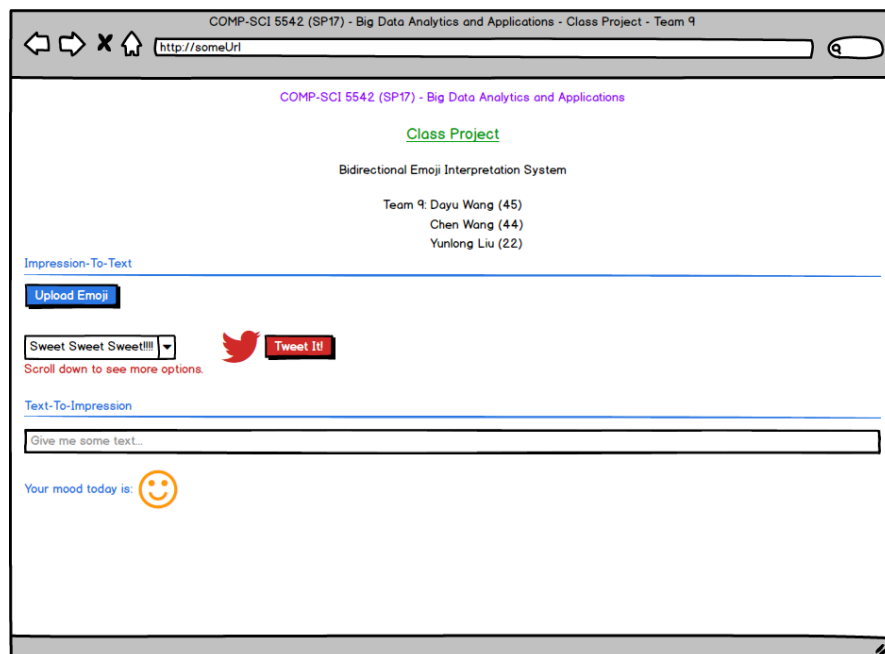 COMP-SCI 5542 (SP17) - Big Data Analytics and Applications - Class Project - Team 9
http://someUrl
COMP-SCI 5542 (SP17) - Big Data Analytics and Applications
Class Project
Bidirectional Emoji Interpretation System
Team 9: Dayu Wang (45)
Chen Wang (44)
Yunlong Liu (22)
Impression-To-Text
Upload Emoji
Sweet Sweet Sweet!!!! Tweet It!
Scroll down to see more options.
Text-To-Impression
Give me some text...
Your mood today is: